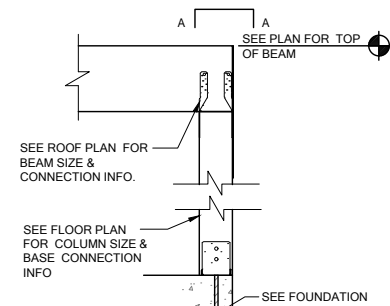 A A
SEE PLAN FOR TOP
OF BEAM
SEE ROOF PLAN FOR
BEAM SIZE &
CONNECTION INFO.
SEE FLOOR PLAN
FOR COLUMN SIZE &
BASE CONNECTION
INFO
SEE FOUNDATION